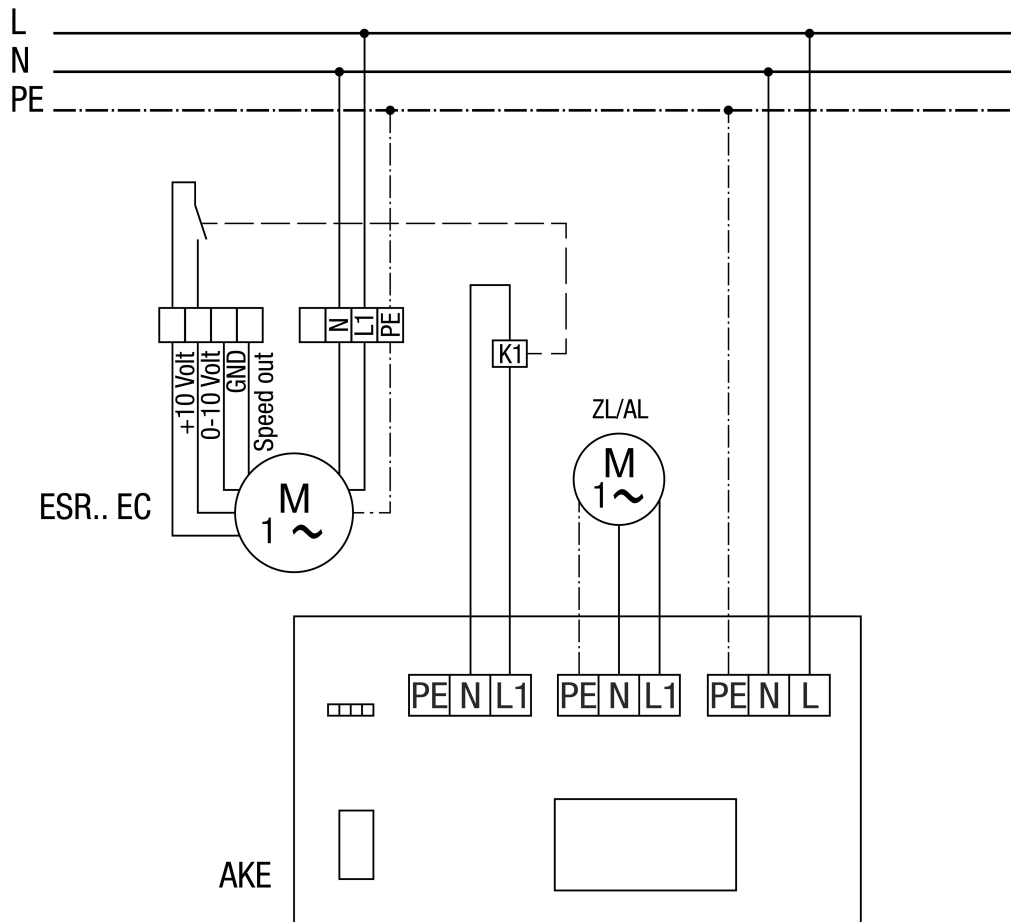 L
N
PE
N
L1
PE
+10 Volt
0-10 Volt
GND
Speed out
K1
ZL/AL
M
1 ~
ESR.. EC
M
1 ~
PE N L1
PE N L1
PE N L
AKE